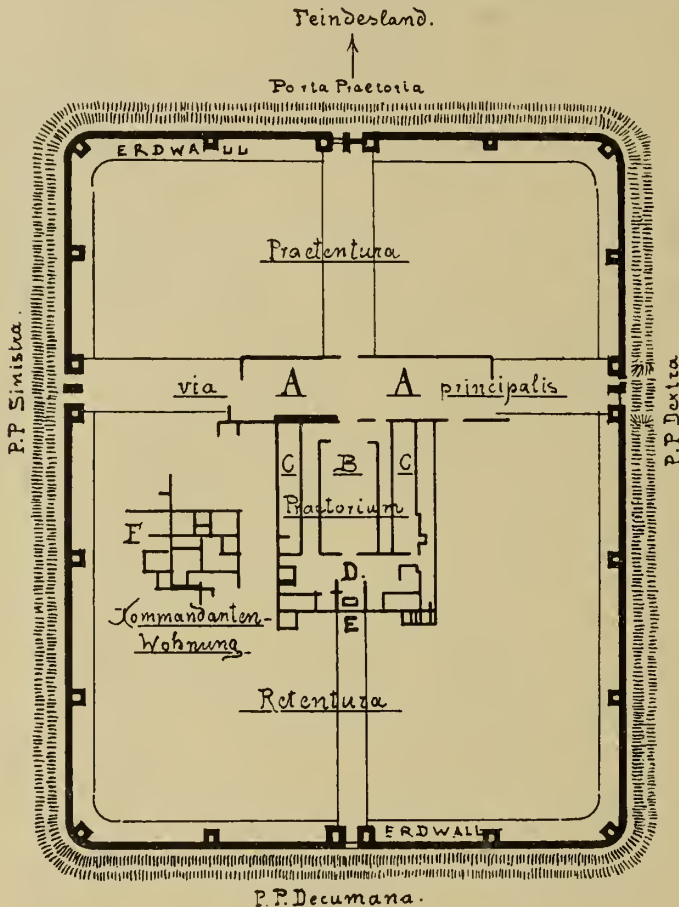 Feindesland.
Porta Praetoria
ERDWALL
Praetentura
P.P Sinistra.
via A A principalis
P.P Dextra
C B C
Praetorium
F
D.
Kommandanten-
Wohnung.
E
Retentura
ERDWALL
P.P. Decumana.